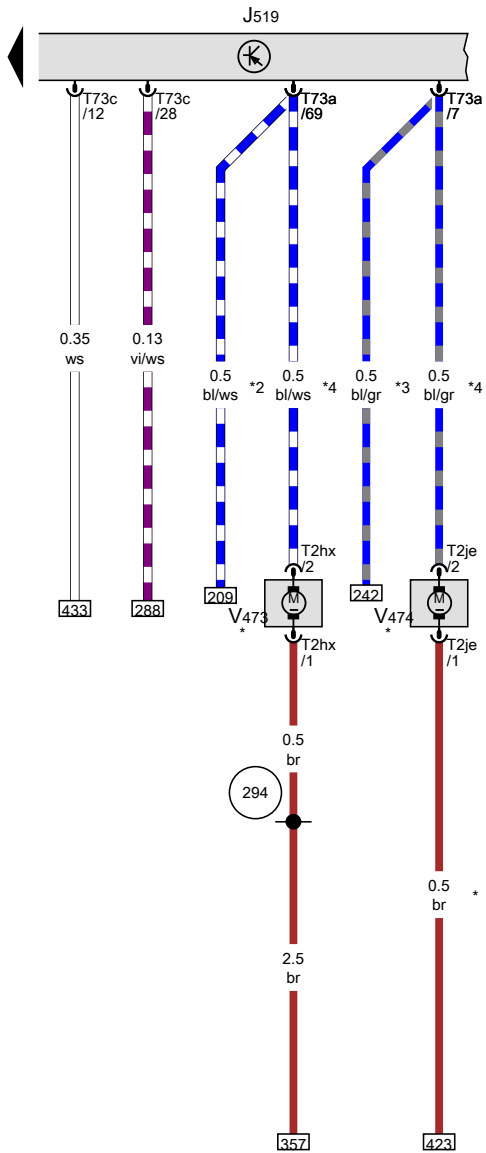 J519
T73c
/12
T73c
/28
T73a
/69
T73a
/7
0.35
ws
0.13
vi/ws
0.5
bl/ws
*2
0.5
bl/ws
*4
0.5
bl/gr
*3
0.5
bl/gr
*4
433
288
209
242
T2hx
/2
T2je
/2
V473
*
M
V474
*
M
T2hx
/1
T2je
/1
0.5
br
294
0.5
br
*
2.5
br
357
423